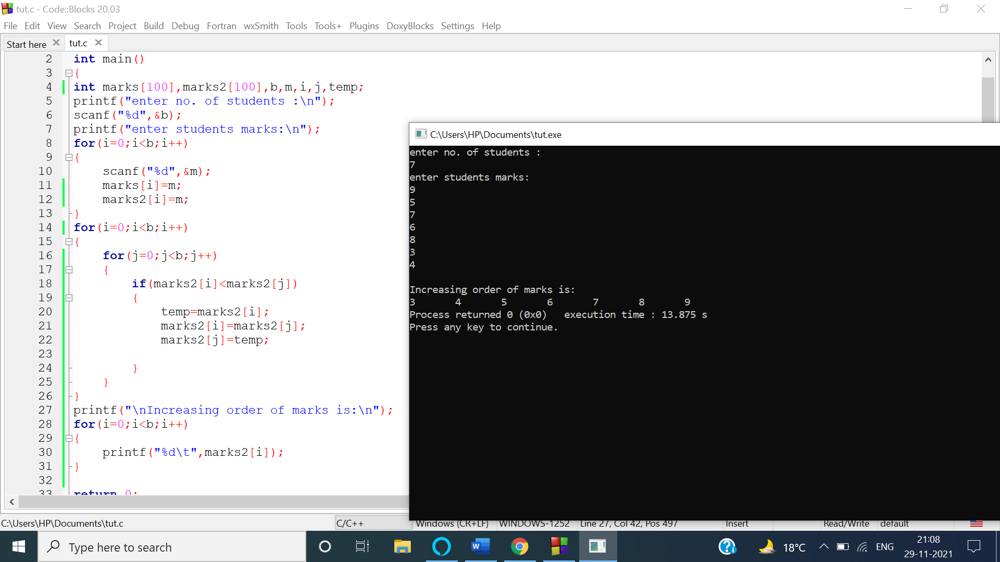 tut.c - Code::Blocks 20.03
File Edit View Search Project Build Debug Fortran wxSmith Tools Tools+ Plugins DoxyBlocks Settings Help
Start here tut.c
2 int main()
3 {
4 int marks[100],marks2[100],b,m,i,j,temp;
5 printf("enter no. of students :\n");
6 scanf("%d",&b);
7 printf("enter students marks:\n");
8 for(i=0;i<b;i++)
9 {
10 scanf("%d",&m);
11 marks[i]=m;
12 marks2[i]=m;
13 }
14 for(i=0;i<b;i++)
15 {
16 for(j=0;j<b;j++)
17 {
18 if(marks2[i]<marks2[j])
19 {
20 temp=marks2[i];
21 marks2[i]=marks2[j];
22 marks2[j]=temp;
23
24 }
25 }
26 }
27 printf("\nIncreasing order of marks is:\n");
28 for(i=0;i<b;i++)
29 {
30 printf("%d\t",marks2[i]);
31 }
32
33 return 0;
C:\Users\HP\Documents\tut.exe
enter no. of students :
7
enter students marks:
9
5
7
6
8
3
4
Increasing order of marks is:
3 4 5 6 7 8 9
Process returned 0 (0x0) execution time : 13.875 s
Press any key to continue.
C:\Users\HP\Documents\tut.c C/C++ Windows (CR+LF) WINDOWS-1252 Line 27, Col 42, Pos 497 Insert Read/Write default
Type here to search
W
18°C
ENG
21:08
29-11-2021